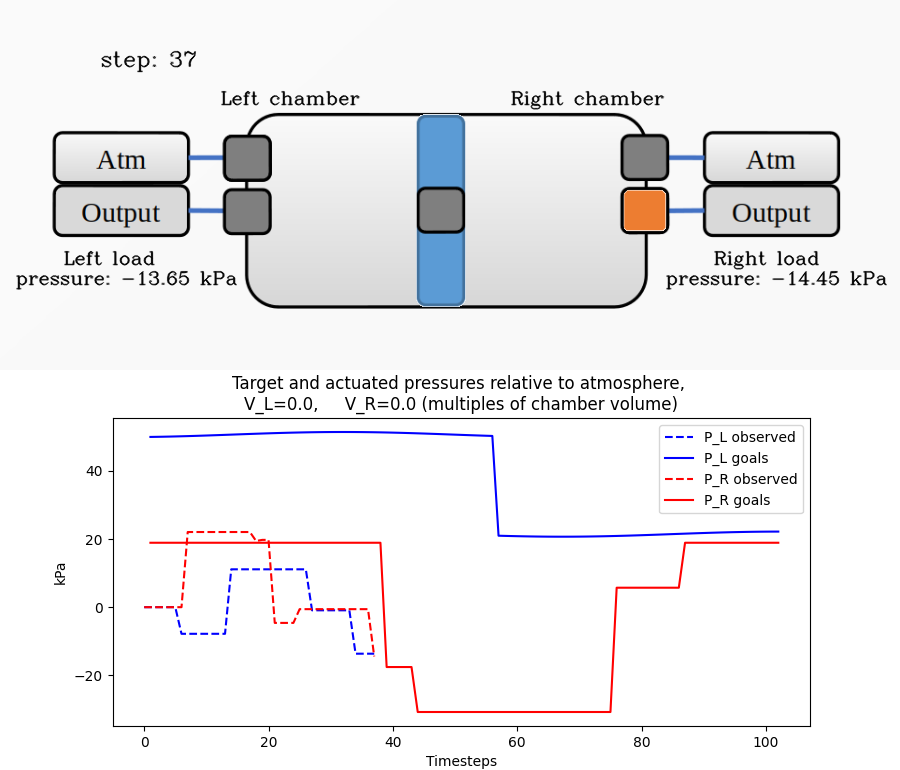 step: 37
Left chamber
Right chamber
Atm
Atm
Output
Output
Left load
pressure: −13.65 kPa
Right load
pressure: −14.45 kPa
Target and actuated pressures relative to atmosphere,
V_L=0.0, V_R=0.0 (multiples of chamber volume)
P_L observed
P_L goals
P_R observed
P_R goals
kPa
40
20
0
−20
0 20 40 60 80 100
Timesteps